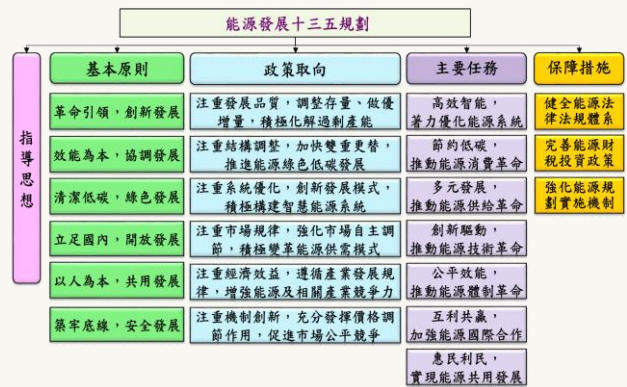 能源發展十三五規劃
指導思想
基本原則
革命引領，創新發展
效能為本，協調發展
清潔低碳，綠色發展
立足國內，開放發展
以人為本，共用發展
築牢底線，安全發展
政策取向
注重發展品質，調整存量、做優
增量，積極化解過剩產能
注重結構調整，加快雙重更替，
推進能源綠色低碳發展
注重系統優化，創新發展模式，
積極構建智慧能源系統
注重市場規律，強化市場自主調
節，積極變革能源供需模式
注重經濟效益，遵循產業發展規
律，增強能源及相關產業競爭力
注重機制創新，充分發揮價格調
節作用，促進市場公平競爭
主要任務
高效智能，
著力優化能源系統
節約低碳，
推動能源消費革命
多元發展，
推動能源供給革命
創新驅動，
推動能源技術革命
公平效能，
推動能源體制革命
互利共贏，
加強能源國際合作
惠民利民，
實現能源共用發展
保障措施
健全能源法
律法規體系
完善能源財
稅投資政策
強化能源規
劃實施機制